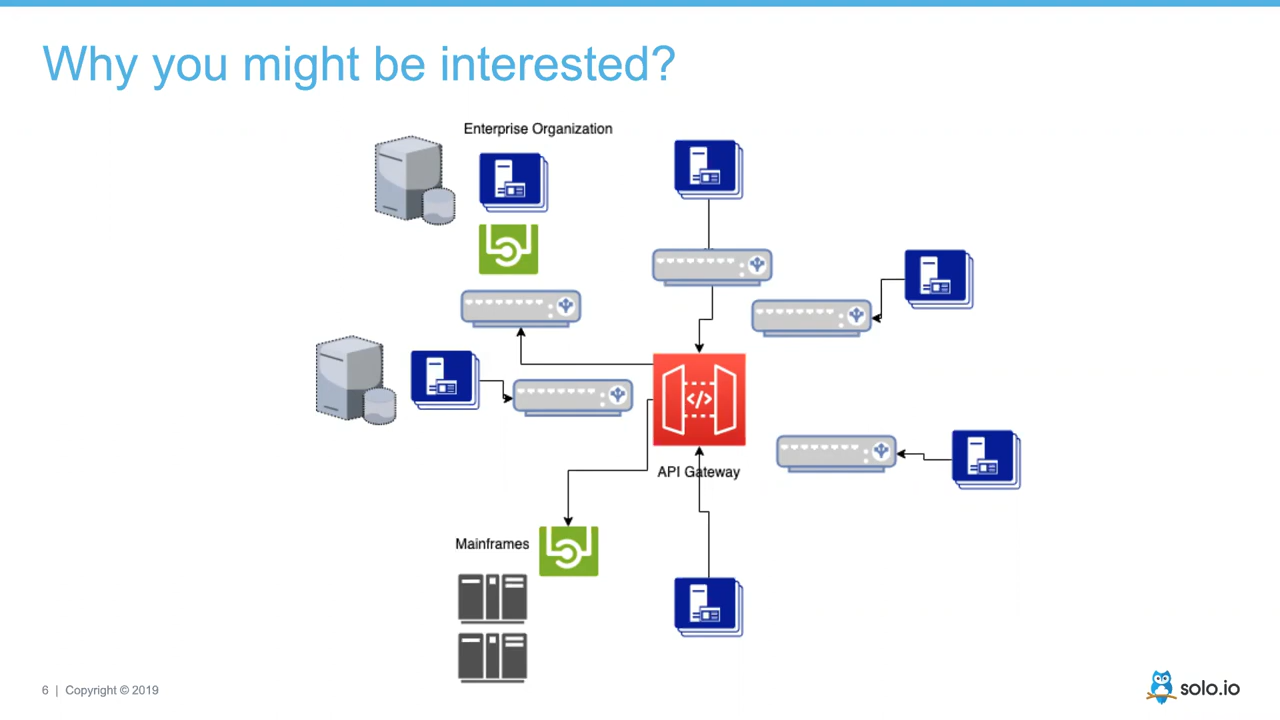 Why you might be interested?
Enterprise Organization
</>
API Gateway
Mainframes
6 | Copyright © 2019
solo.io